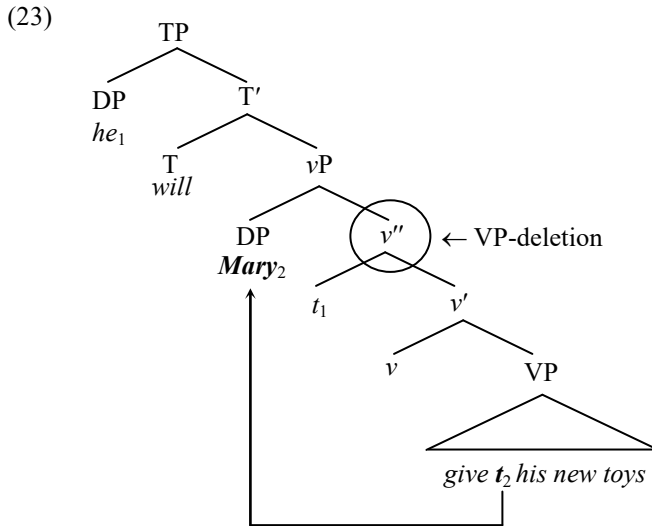 (23)
TP
DP T′
he₁
T vP
will
DP v″ ← VP-deletion
Mary₂
t₁ v′
v VP
give t₂ his new toys